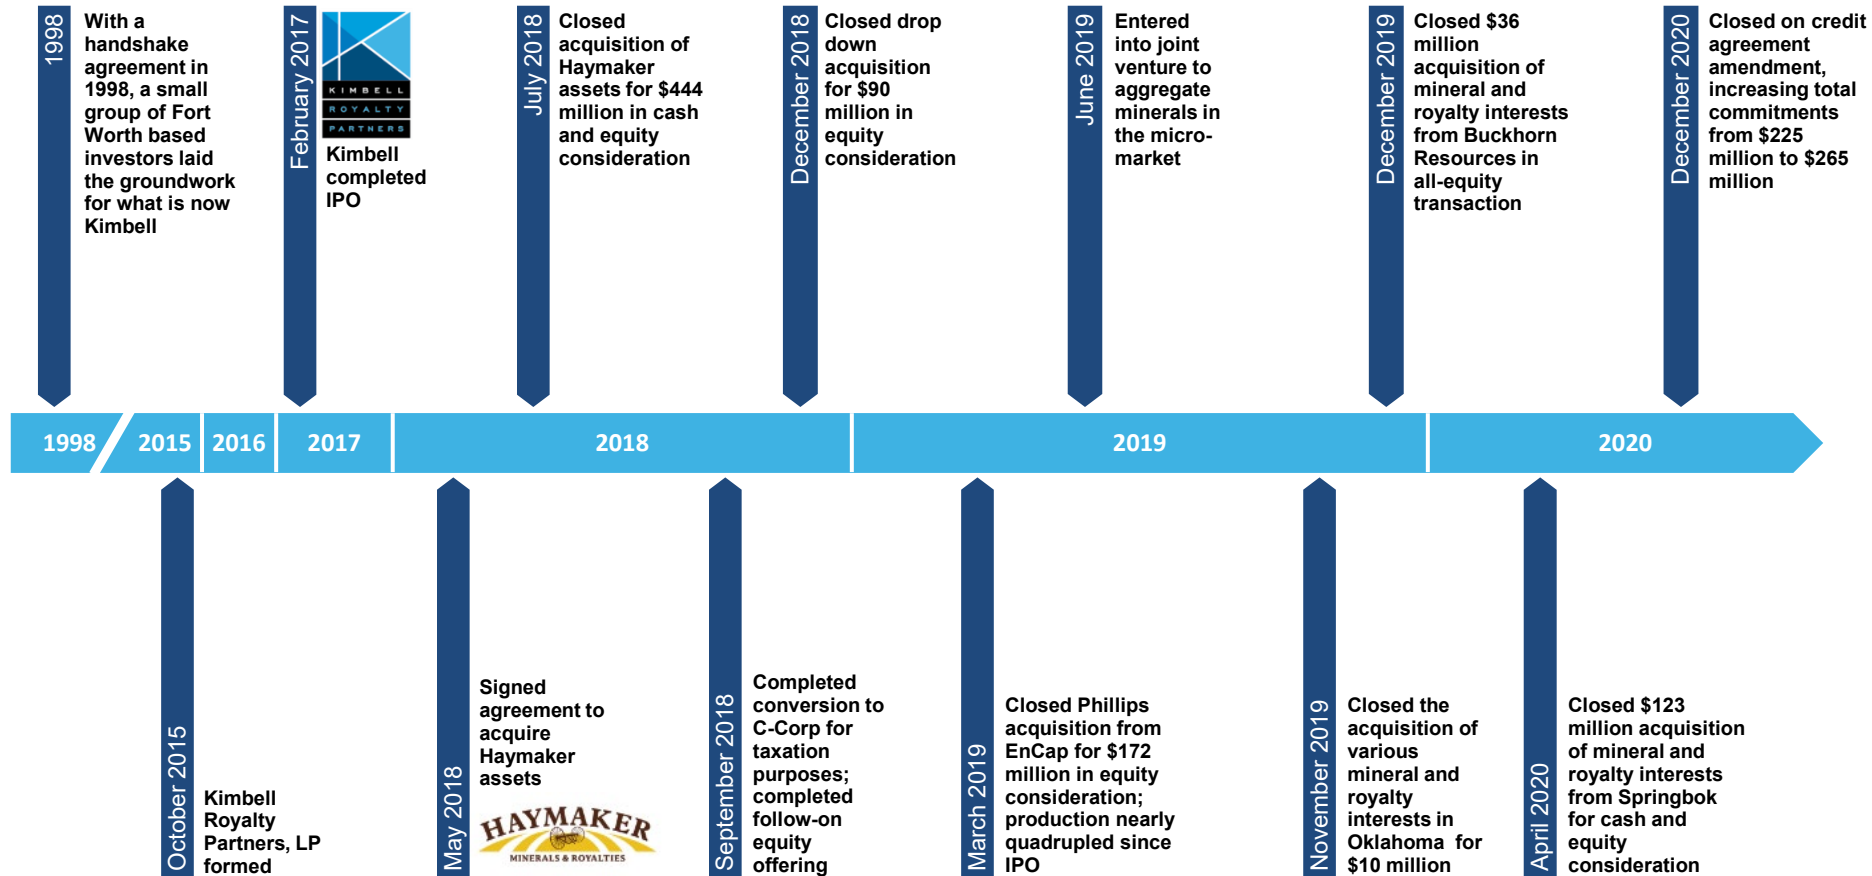 1998
With a
handshake
agreement in
1998, a small
group of Fort
Worth based
investors laid
the groundwork
for what is now
Kimbell
February 2017
KIMBELL
ROYALTY
PARTNERS
Kimbell
completed
IPO
July 2018
Closed
acquisition of
Haymaker
assets for $444
million in cash
and equity
consideration
December 2018
Closed drop
down
acquisition
for $90
million in
equity
consideration
June 2019
Entered
into joint
venture to
aggregate
minerals in
the micro-
market
December 2019
Closed $36
million
acquisition of
mineral and
royalty interests
from Buckhorn
Resources in
all-equity
transaction
December 2020
Closed on credit
agreement
amendment,
increasing total
commitments
from $225
million to $265
million
1998 2015 2016 2017 2018 2019 2020
October 2015
Kimbell
Royalty
Partners, LP
formed
May 2018
Signed
agreement to
acquire
Haymaker
assets
HAYMAKER
MINERALS & ROYALTIES
September 2018
Completed
conversion to
C-Corp for
taxation
purposes;
completed
follow-on
equity
offering
March 2019
Closed Phillips
acquisition from
EnCap for $172
million in equity
consideration;
production nearly
quadrupled since
IPO
November 2019
Closed the
acquisition of
various
mineral and
royalty
interests in
Oklahoma for
$10 million
April 2020
Closed $123
million acquisition
of mineral and
royalty interests
from Springbok
for cash and
equity
consideration